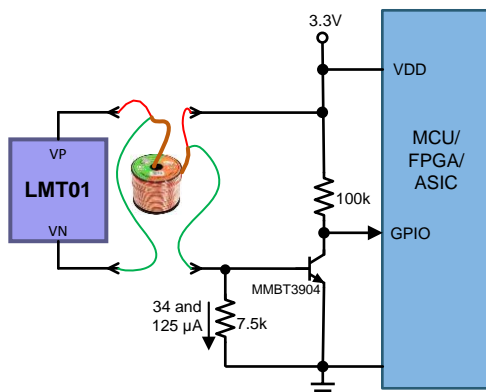 3.3V
VDD
VP
LMT01
VN
MCU/
FPGA/
ASIC
100k
GPIO
MMBT3904
34 and
125 µA
7.5k